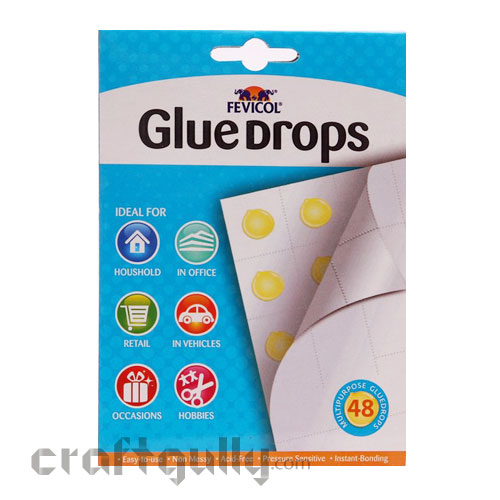 FEVICOL®
Glue Drops
IDEAL FOR
HOUSHOLD
IN OFFICE
RETAIL
IN VEHICLES
OCCASIONS
HOBBIES
MULTIPURPOSE GLUEDROPS
48
craftgully.com
• Easy-to-use • Non Messy • Acid-Free • Pressure Sensitive • Instant-Bonding